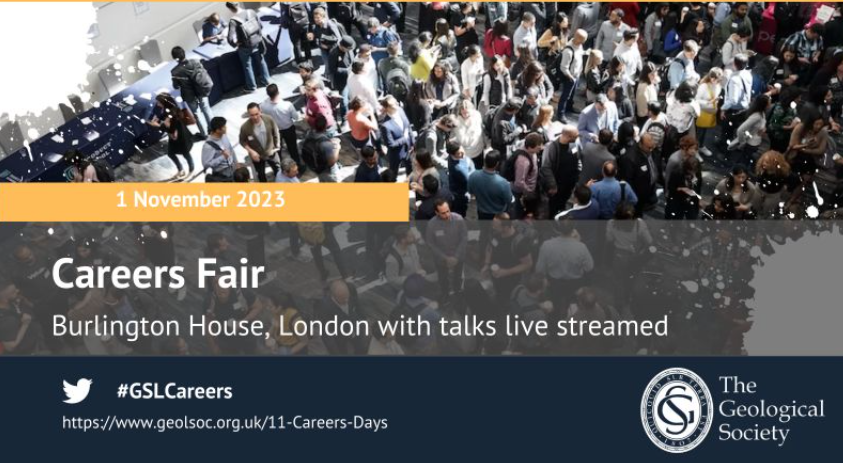 1 November 2023
Careers Fair
Burlington House, London with talks live streamed
#GSLCareers
https://www.geolsoc.org.uk/11-Careers-Days
The
Geological
Society